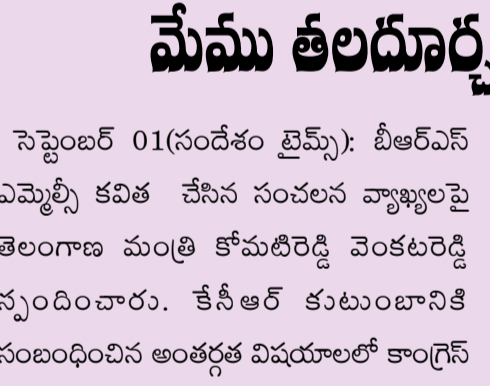 మేము తలదూర్చ
సెప్టెంబర్ 01(సందేశం టైమ్స్): బీఆర్ఎస్
ఎమ్మెల్సీ కవిత చేసిన సంచలన వ్యాఖ్యలపై
తెలంగాణ మంత్రి కోమటిరెడ్డి వెంకటరెడ్డి
స్పందించారు. కేసీఆర్ కుటుంబానికి
సంబంధించిన అంతర్గత విషయాలలో కాంగ్రెస్